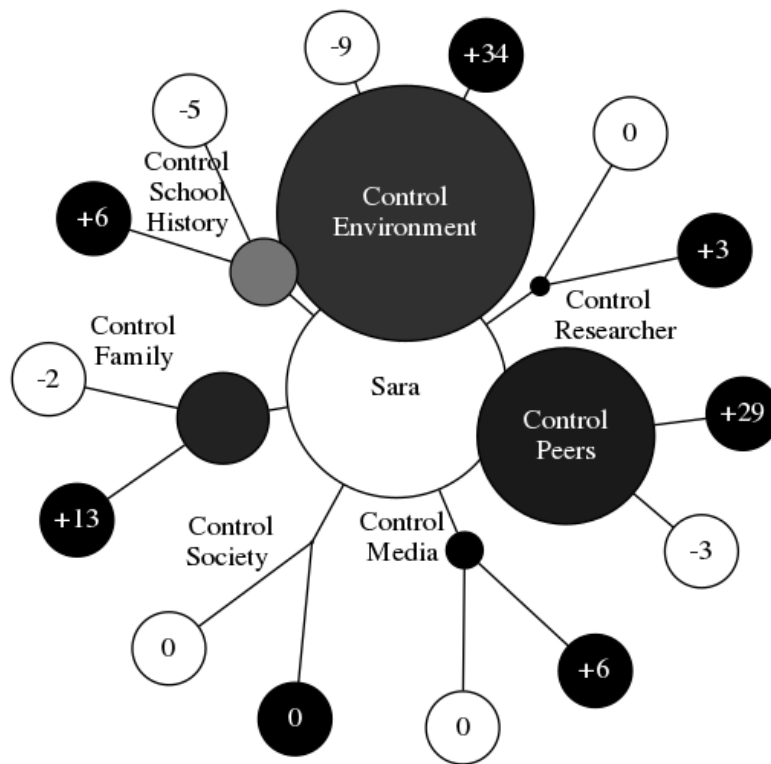 -9
+34
-5
0
Control
School
History
Control
Environment
+6
+3
Control
Researcher
Control
Family
-2
Sara
+29
Control
Peers
+13
Control
Society
Control
Media
-3
0
+6
0
0